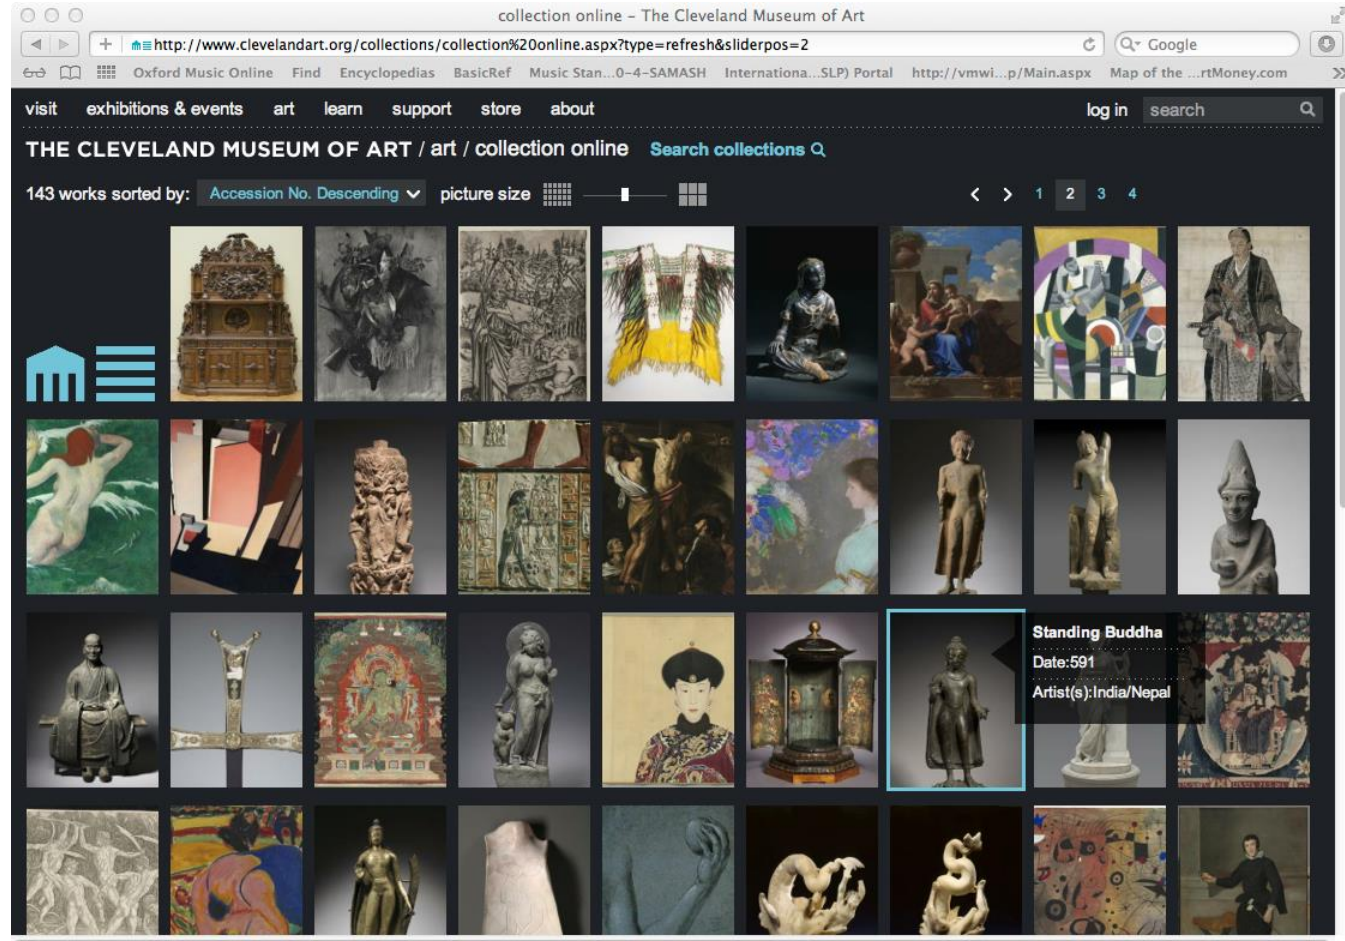 collection online – The Cleveland Museum of Art
http://www.clevelandart.org/collections/collection%20online.aspx?type=refresh&sliderpos=2
Google
Oxford Music Online Find Encyclopedias BasicRef Music Stan...0-4-SAMASH Internationa...SLP) Portal http://vmwi...p/Main.aspx Map of the ...rtMoney.com
visit exhibitions & events art learn support store about log in search
THE CLEVELAND MUSEUM OF ART / art / collection online Search collections
143 works sorted by: Accession No. Descending picture size < > 1 2 3 4
Standing Buddha
Date:591
Artist(s):India/Nepal